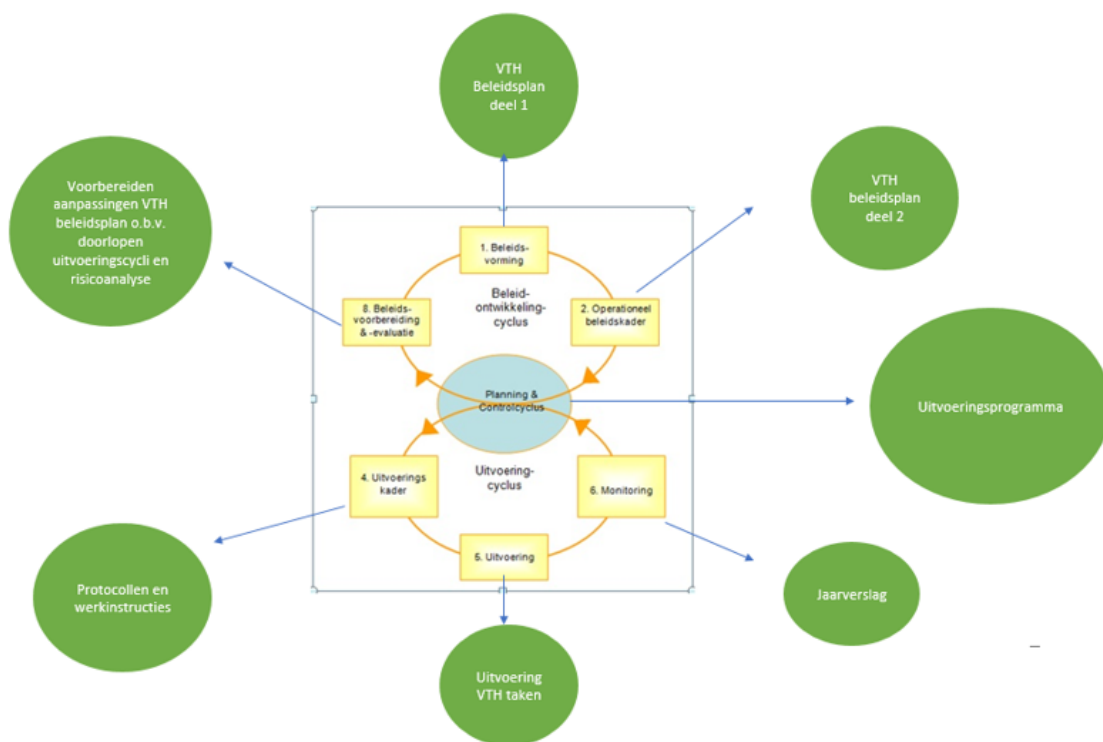 VTH
Beleidsplan
deel 1
VTH
beleidsplan
deel 2
Voorbereiden
aanpassingen VTH
beleidsplan o.b.v.
doorlopen
uitvoeringscycli en
risicoanalyse
1. Beleids-
vorming
Beleid-
ontwikkeling-
cyclus
8. Beleids-
voorbereiding
& -evaluatie
2. Operationeel
beleidskader
Planning &
Controlcyclus
Uitvoeringsprogramma
Uitvoering-
cyclus
4. Uitvoerings
kader
6. Monitoring
5. Uitvoering
Protocollen en
werkinstructies
Jaarverslag
Uitvoering
VTH taken